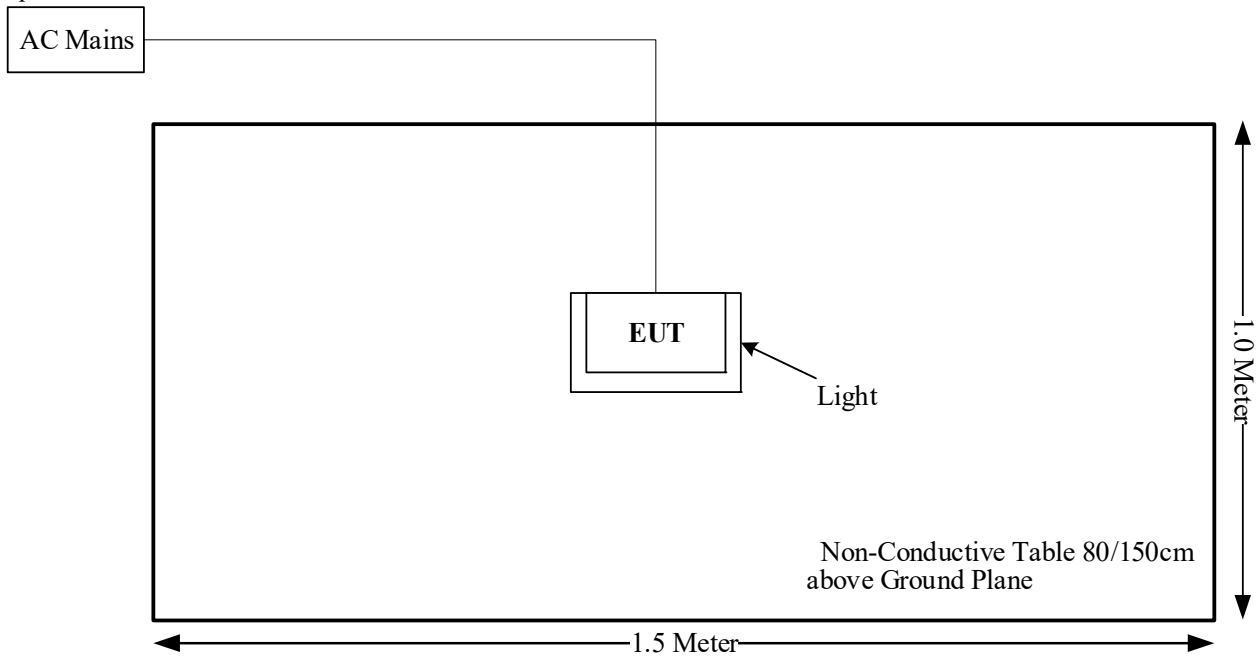 AC Mains
EUT
Light
1.0 Meter
Non-Conductive Table 80/150cm
above Ground Plane
1.5 Meter